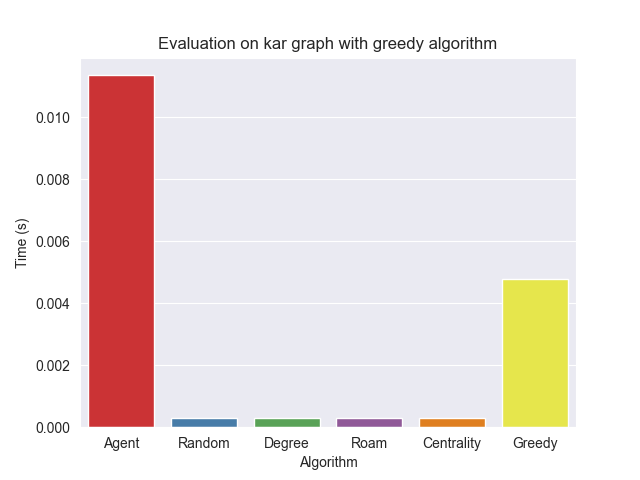 Evaluation on kar graph with greedy algorithm
Time (s)
0.010
0.008
0.006
0.004
0.002
0.000
Agent Random Degree Roam Centrality Greedy
Algorithm